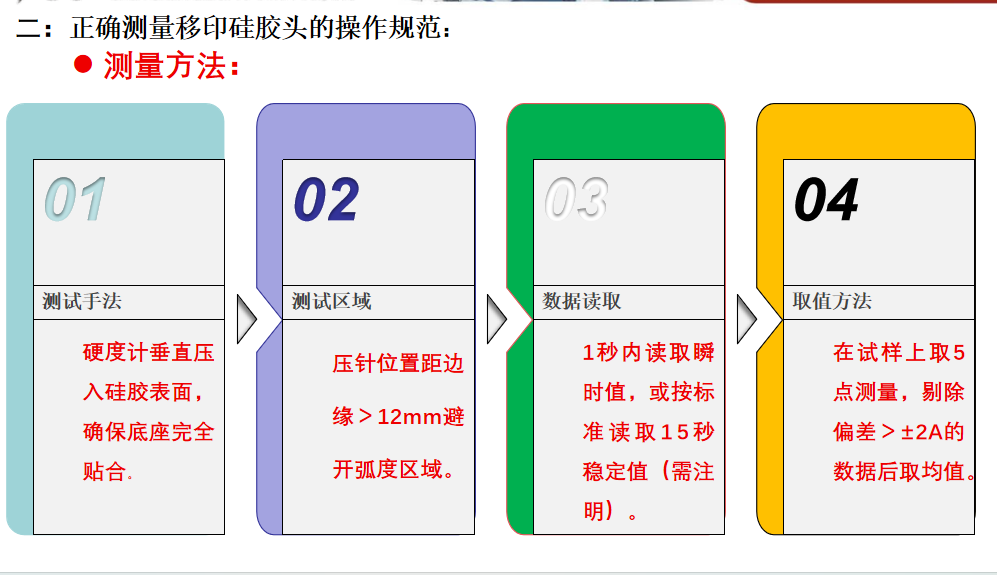 二：正确测量移印硅胶头的操作规范：
● 测量方法：
01
测试手法
硬度计垂直压
入硅胶表面，
确保底座完全
贴合。
02
测试区域
压针位置距边
缘＞12mm避
开弧度区域。
03
数据读取
1秒内读取瞬
时值，或按标
准读取15秒
稳定值（需注
明）。
04
取值方法
在试样上取5
点测量，剔除
偏差＞±2A的
数据后取均值。